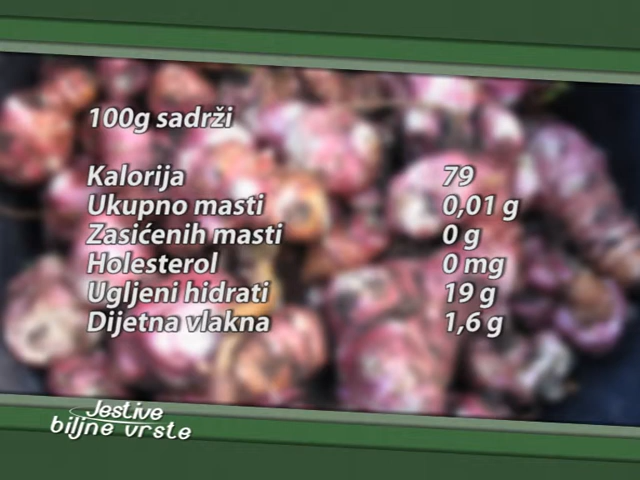 100g sadrži
Kalorija 79
Ukupno masti 0,01 g
Zasićenih masti 0 g
Holesterol 0 mg
Ugljeni hidrati 19 g
Dijetna vlakna 1,6 g
Jestive
biljne vrste